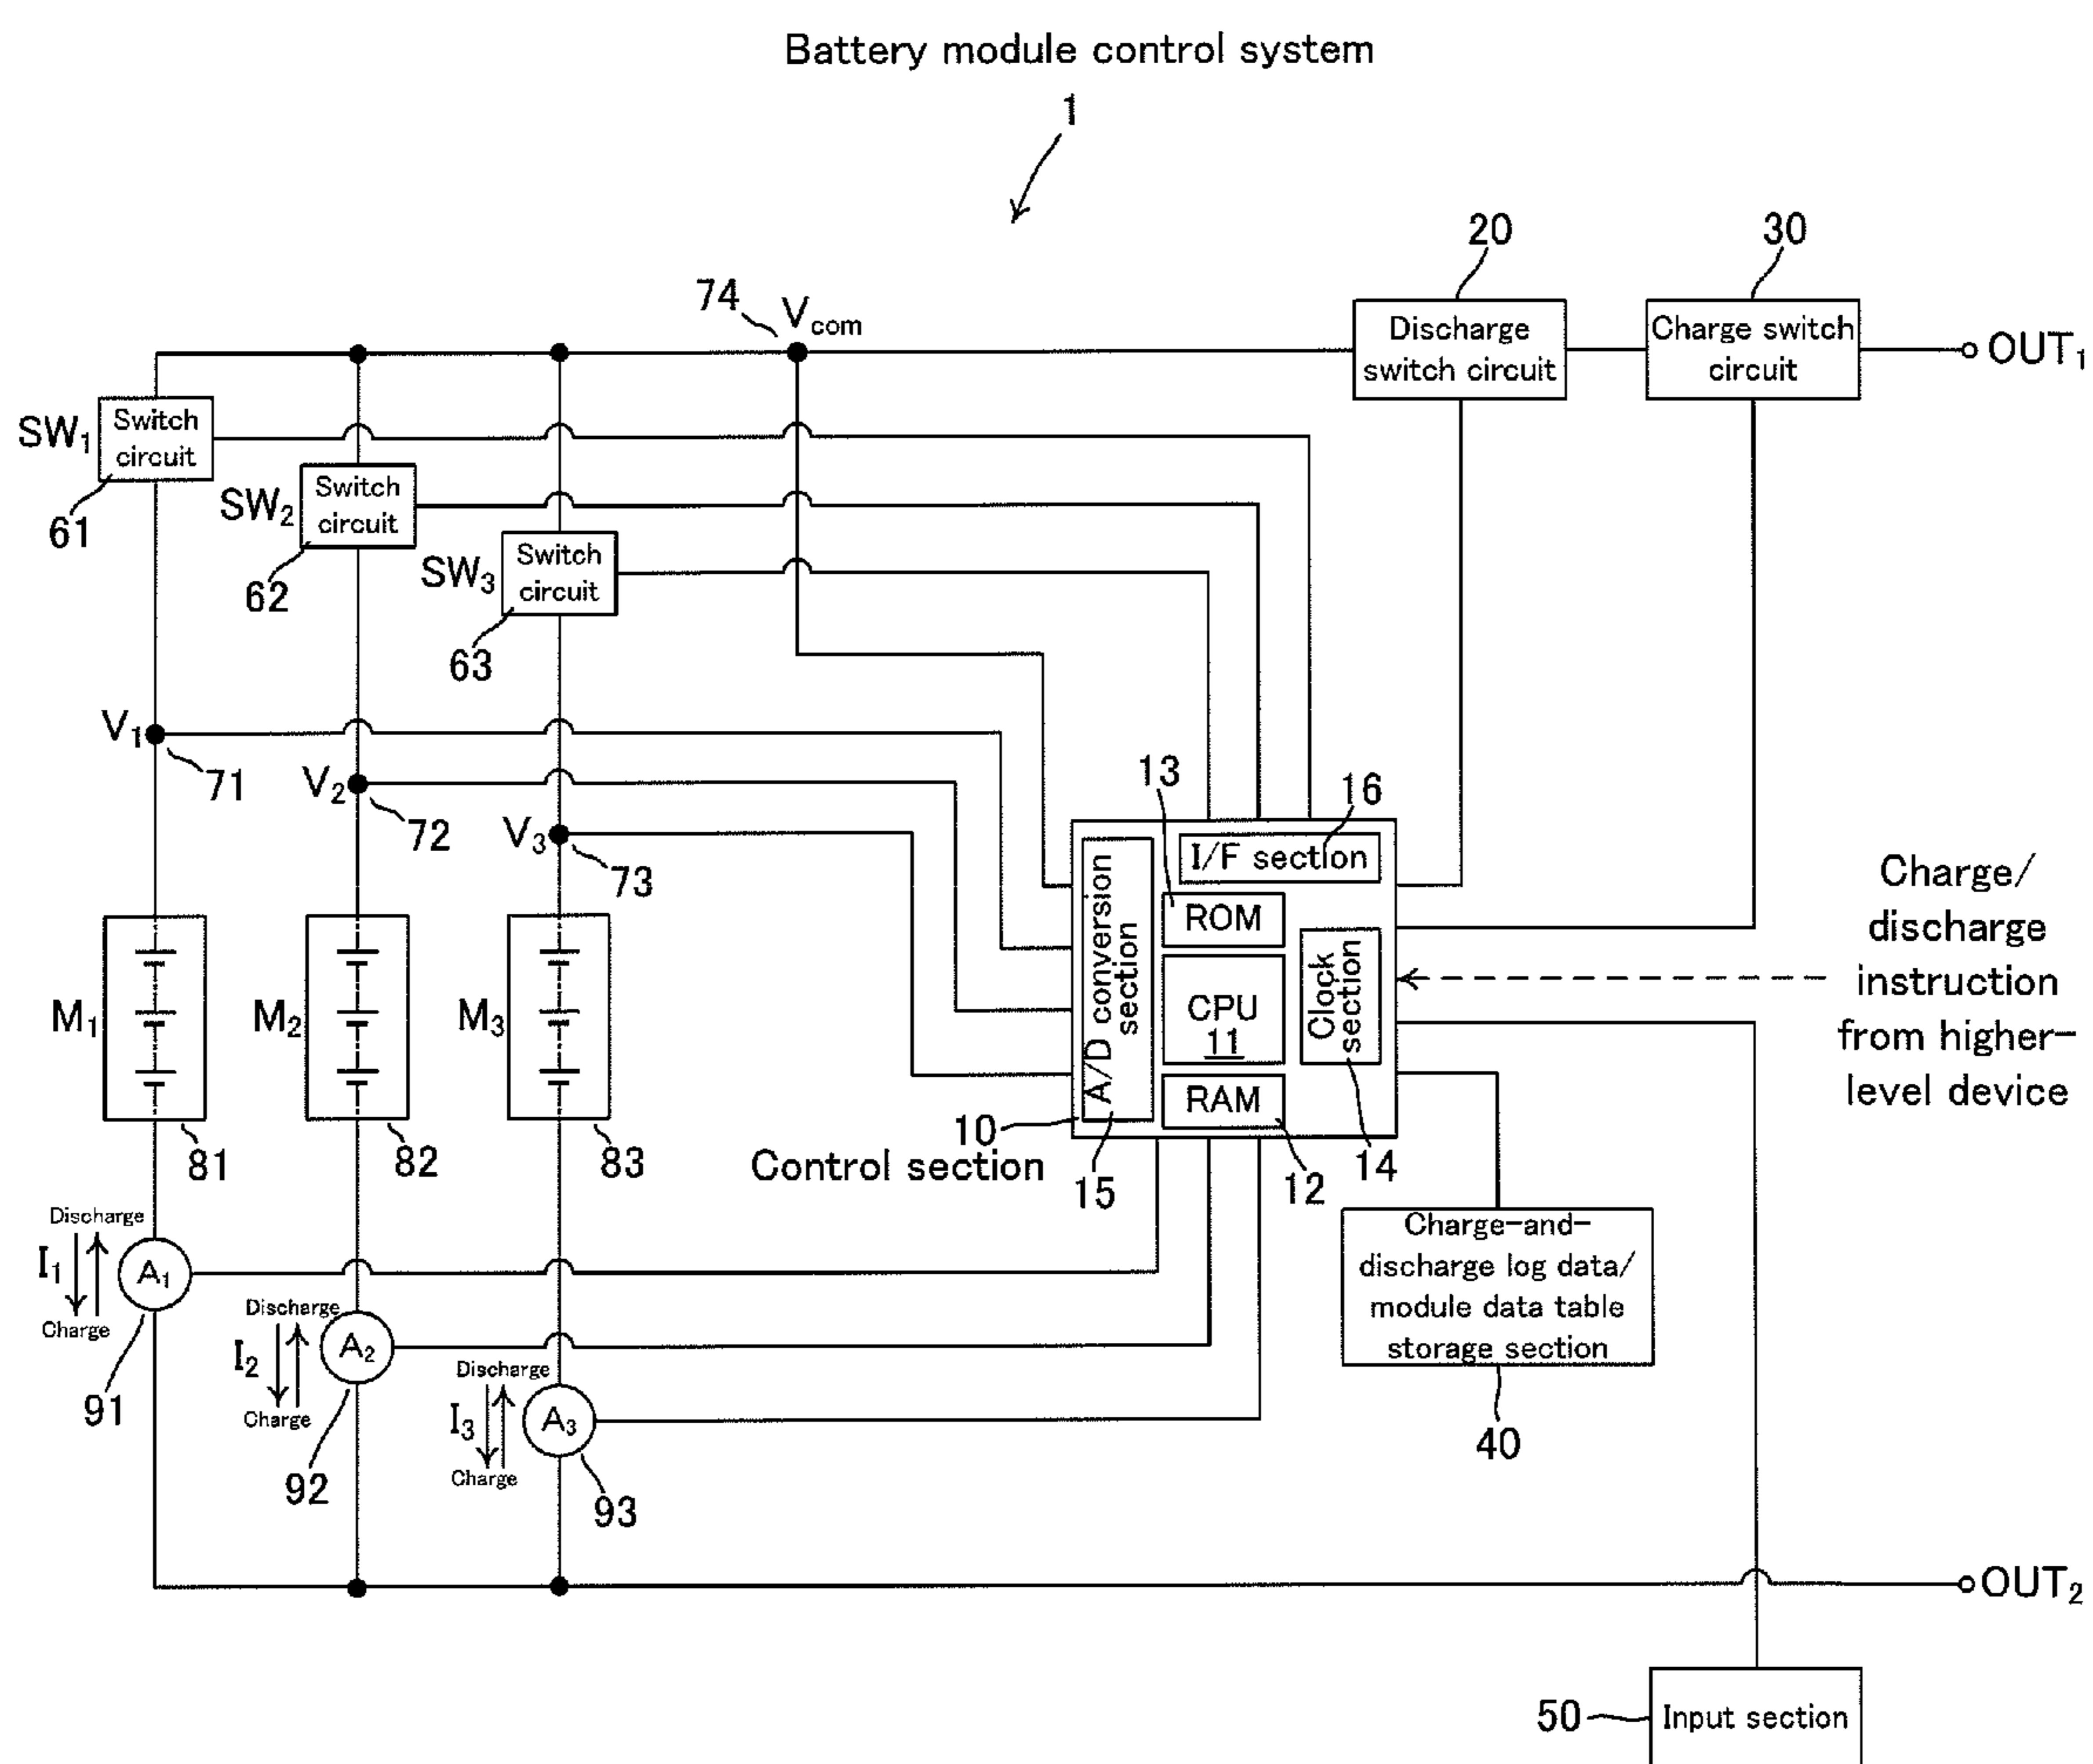 Battery module control system
1
20
30
74
Vcom
Discharge
switch circuit
Charge switch
circuit
OUT1
SW1
Switch
circuit
61
SW2
Switch
circuit
62
SW3
Switch
circuit
63
V1
71
V2
72
V3
73
13
16
I/F section
ROM
A/D conversion
section
CPU
11
Clock
section
RAM
10
Control section
15
12
14
Charge/
discharge
instruction
from higher-
level device
M1
M2
M3
81
82
83
Discharge
I1
A1
Charge
91
Discharge
I2
A2
Charge
92
Discharge
I3
A3
Charge
93
Charge-and-
discharge log data/
module data table
storage section
40
OUT2
50
Input section